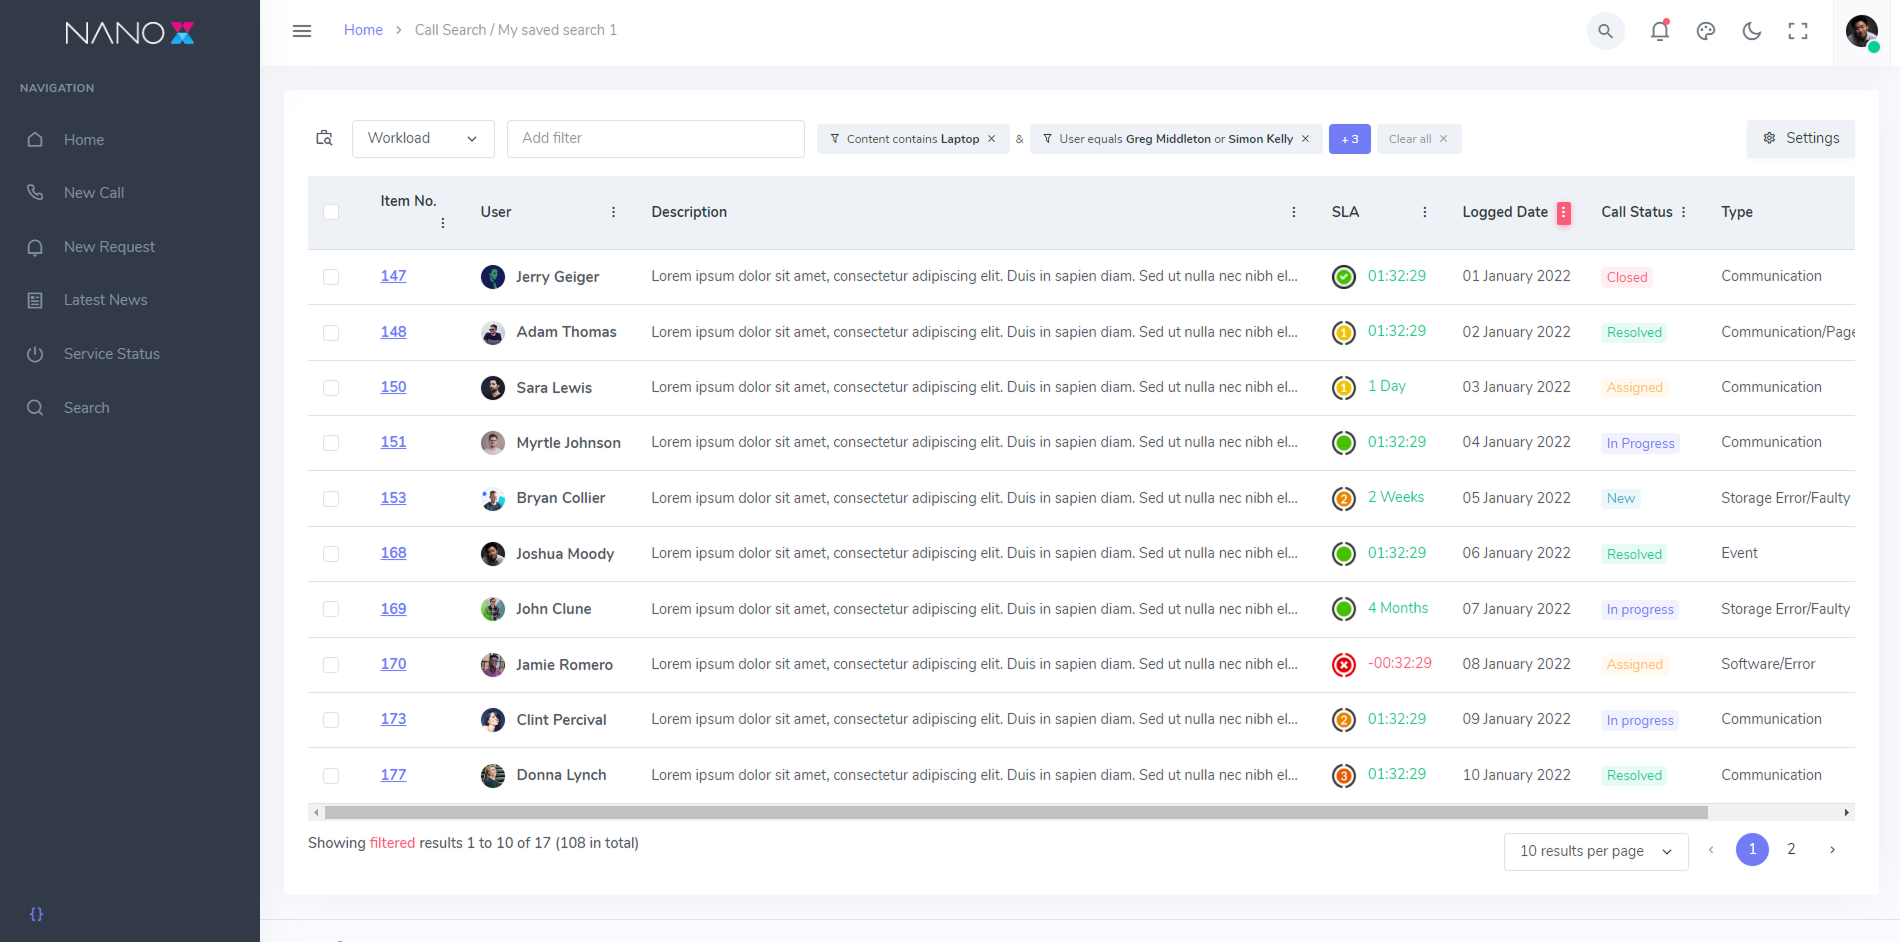 NANO X
NAVIGATION
Home
New Call
New Request
Latest News
Service Status
Search
{}
Home > Call Search / My saved search 1
Workload
Add filter
Content contains Laptop ×
&
User equals Greg Middleton or Simon Kelly ×
+ 3
Clear all ×
Settings
Item No. User Description SLA Logged Date Call Status Type
147 Jerry Geiger Lorem ipsum dolor sit amet, consectetur adipiscing elit. Duis in sapien diam. Sed ut nulla nec nibh el... 01:32:29 01 January 2022 Closed Communication
148 Adam Thomas Lorem ipsum dolor sit amet, consectetur adipiscing elit. Duis in sapien diam. Sed ut nulla nec nibh el... 1 01:32:29 02 January 2022 Resolved Communication/Page
150 Sara Lewis Lorem ipsum dolor sit amet, consectetur adipiscing elit. Duis in sapien diam. Sed ut nulla nec nibh el... 1 1 Day 03 January 2022 Assigned Communication
151 Myrtle Johnson Lorem ipsum dolor sit amet, consectetur adipiscing elit. Duis in sapien diam. Sed ut nulla nec nibh el... 01:32:29 04 January 2022 In Progress Communication
153 Bryan Collier Lorem ipsum dolor sit amet, consectetur adipiscing elit. Duis in sapien diam. Sed ut nulla nec nibh el... 2 2 Weeks 05 January 2022 New Storage Error/Faulty
168 Joshua Moody Lorem ipsum dolor sit amet, consectetur adipiscing elit. Duis in sapien diam. Sed ut nulla nec nibh el... 01:32:29 06 January 2022 Resolved Event
169 John Clune Lorem ipsum dolor sit amet, consectetur adipiscing elit. Duis in sapien diam. Sed ut nulla nec nibh el... 4 Months 07 January 2022 In progress Storage Error/Faulty
170 Jamie Romero Lorem ipsum dolor sit amet, consectetur adipiscing elit. Duis in sapien diam. Sed ut nulla nec nibh el... -00:32:29 08 January 2022 Assigned Software/Error
173 Clint Percival Lorem ipsum dolor sit amet, consectetur adipiscing elit. Duis in sapien diam. Sed ut nulla nec nibh el... 2 01:32:29 09 January 2022 In progress Communication
177 Donna Lynch Lorem ipsum dolor sit amet, consectetur adipiscing elit. Duis in sapien diam. Sed ut nulla nec nibh el... 3 01:32:29 10 January 2022 Resolved Communication
Showing filtered results 1 to 10 of 17 (108 in total)
10 results per page
‹ 1 2 ›